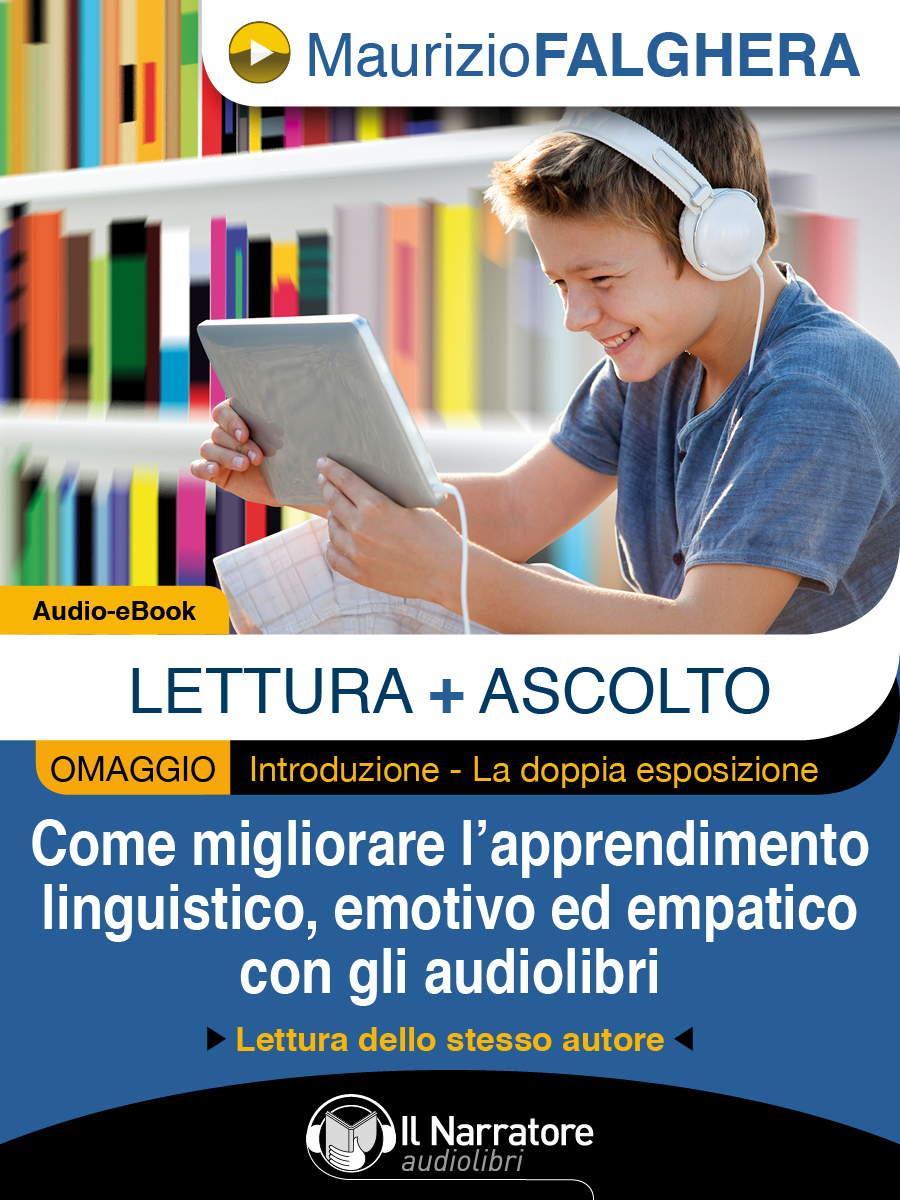 MaurizioFALGHERA
Audio-eBook
LETTURA + ASCOLTO
OMAGGIO Introduzione - La doppia esposizione
Come migliorare l’apprendimento
linguistico, emotivo ed empatico
con gli audiolibri
Lettura dello stesso autore
Il Narratore
audiolibri